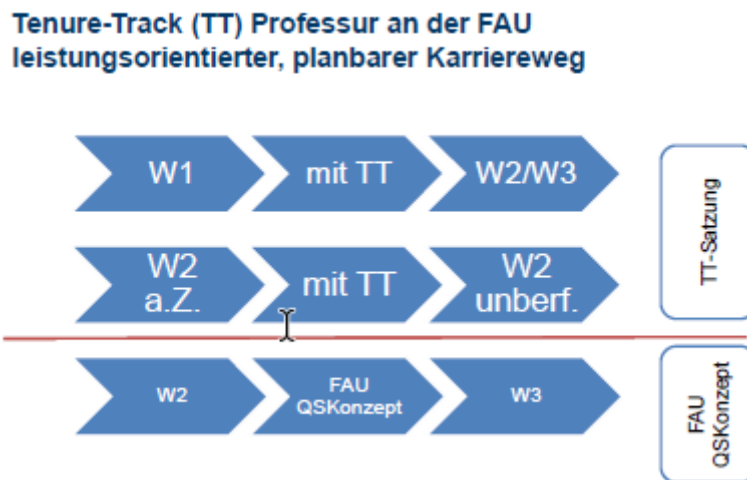 Tenure-Track (TT) Professur an der FAU
leistungsorientierter, planbarer Karriereweg
W1
mit TT
W2/W3
TT-Satzung
W2
a.Z.
mit TT
W2
unberf.
W2
FAU
QSKonzept
W3
FAU
QSKonzept